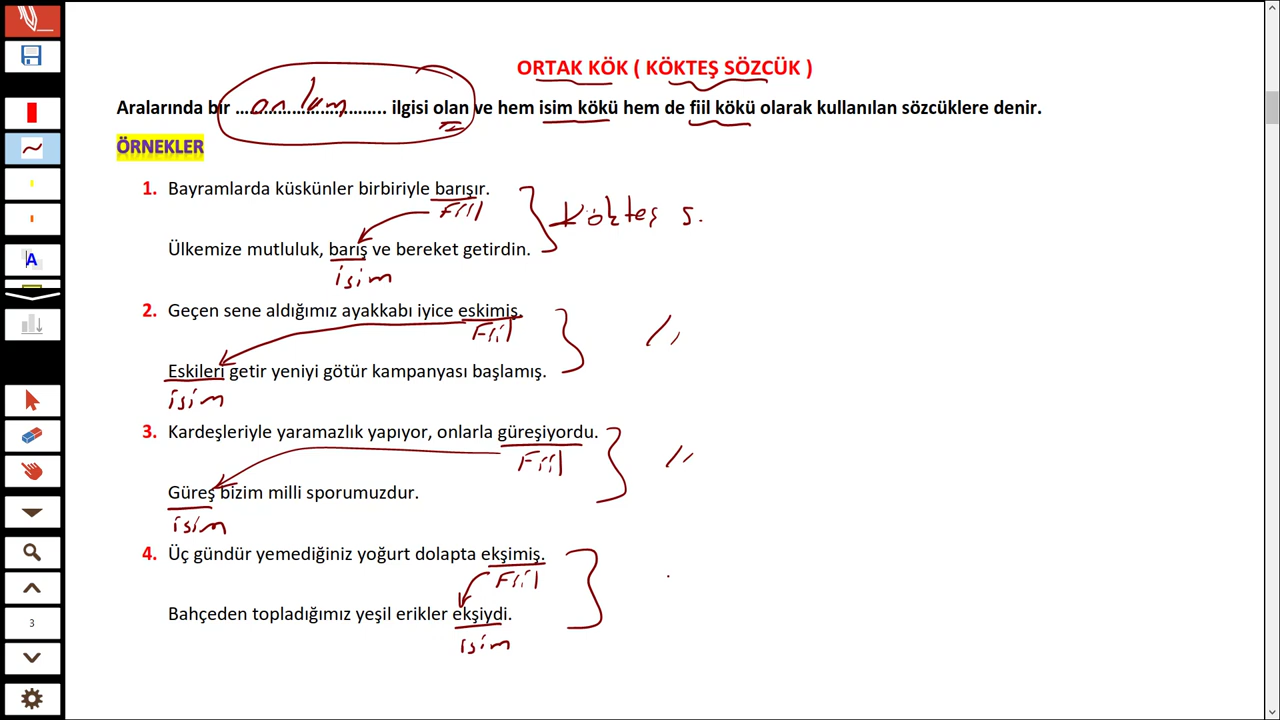 ORTAK KÖK ( KÖKTEŞ SÖZCÜK )
Aralarında bir ......anlam...... ilgisi olan ve hem isim kökü hem de fiil kökü olarak kullanılan sözcüklere denir.
ÖRNEKLER
1. Bayramlarda küskünler birbiriyle barışır.
Fiil
Kökteş s.
Ülkemize mutluluk, barış ve bereket getirdin.
isim
2. Geçen sene aldığımız ayakkabı iyice eskimiş.
Fiil
//
Eskileri getir yeniyi götür kampanyası başlamış.
isim
3. Kardeşleriyle yaramazlık yapıyor, onlarla güreşiyordu.
Fiil
//
Güreş bizim milli sporumuzdur.
isim
4. Üç gündür yemediğiniz yoğurt dolapta ekşimiş.
Fiil
Bahçeden topladığımız yeşil erikler ekşiydi.
isim
A
3